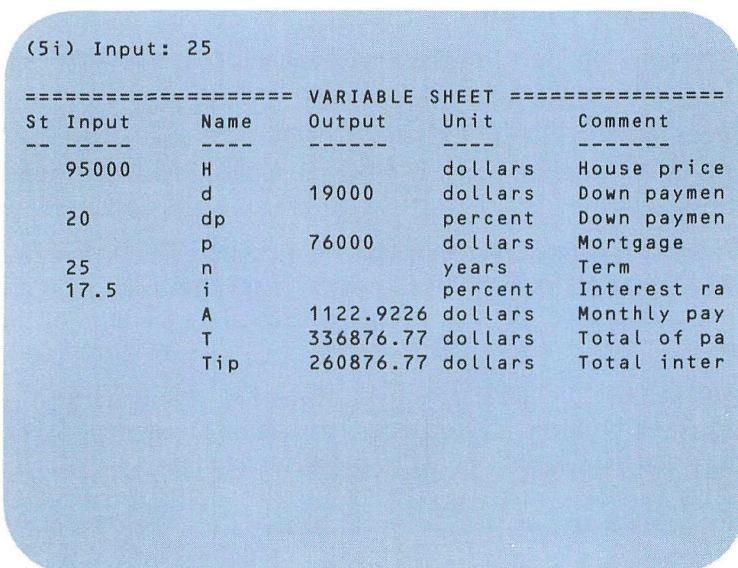 (5i) Input: 25
==================== VARIABLE SHEET ================
St Input Name Output Unit Comment
-- ----- ---- ------ ---- -------
95000 H dollars House price
d 19000 dollars Down paymen
20 dp percent Down paymen
p 76000 dollars Mortgage
25 n years Term
17.5 i percent Interest ra
A 1122.9226 dollars Monthly pay
T 336876.77 dollars Total of pa
Tip 260876.77 dollars Total inter